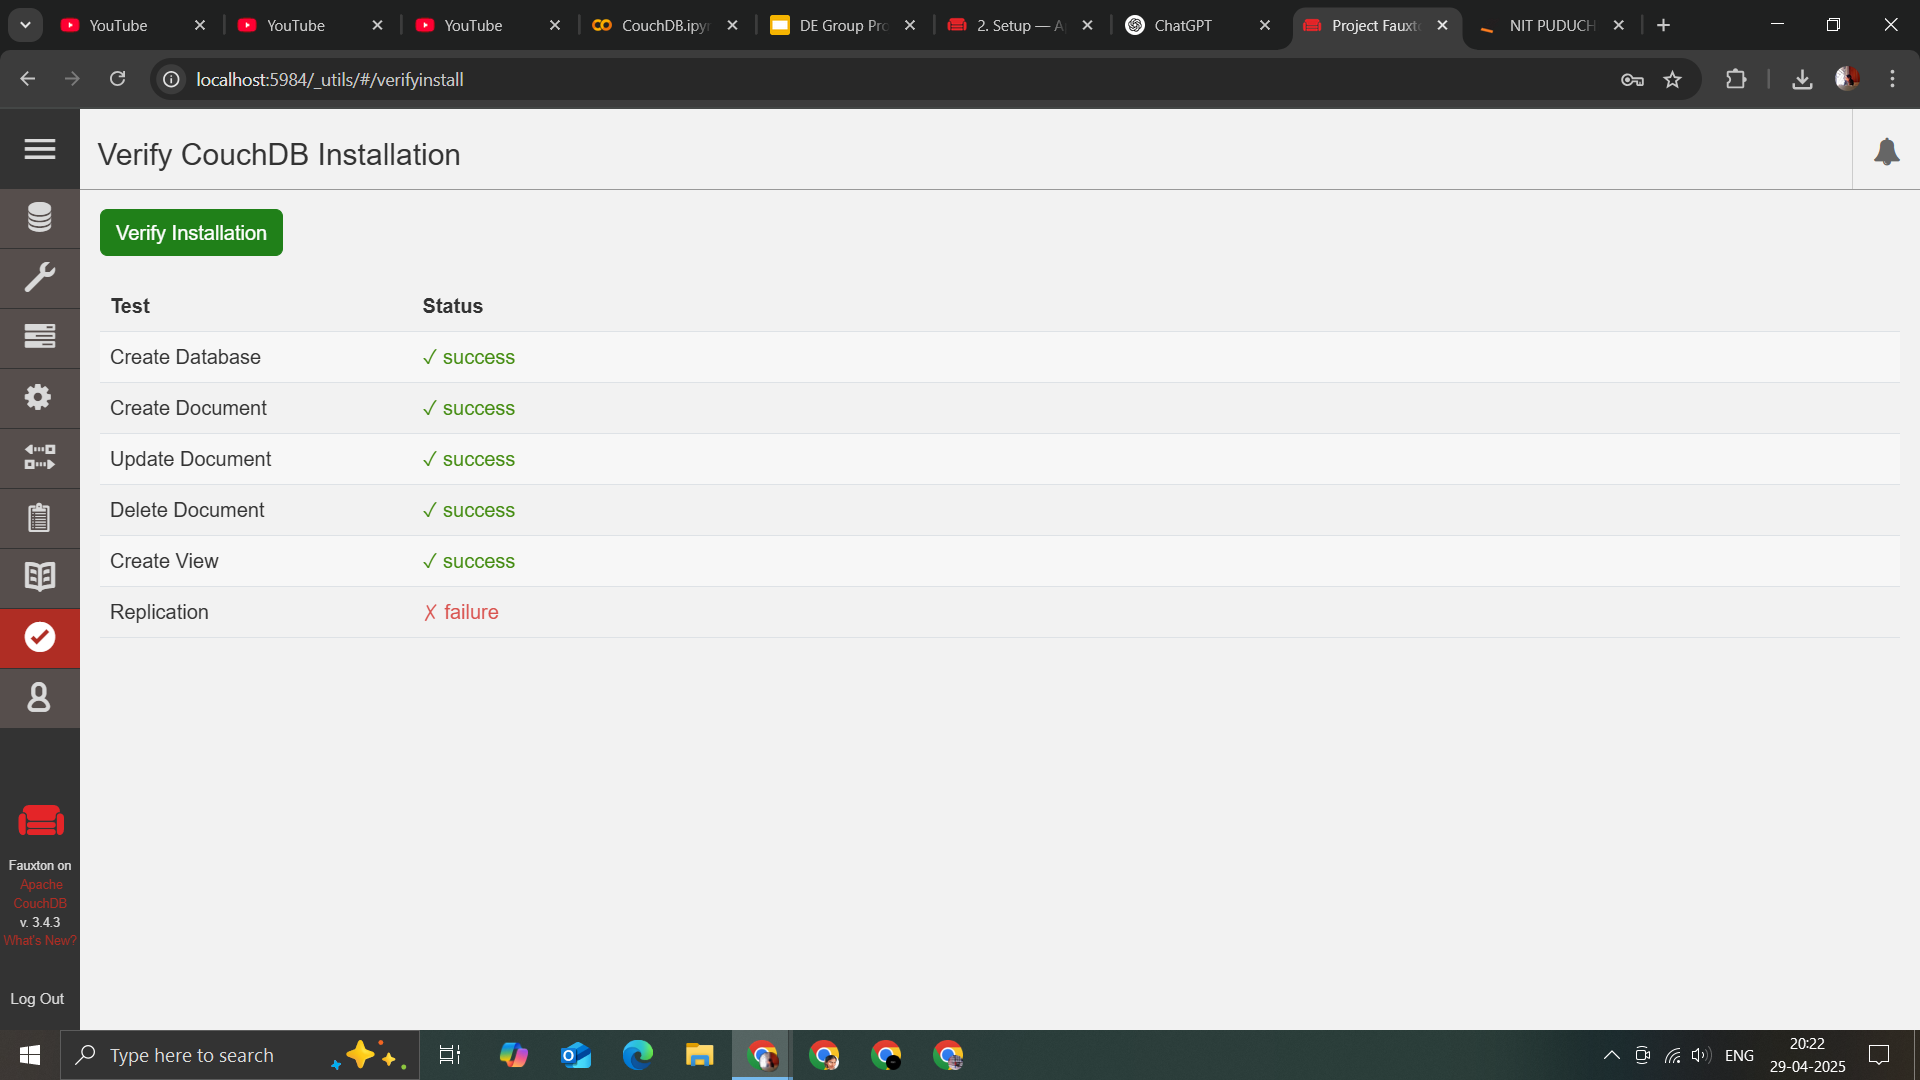 YouTube
YouTube
YouTube
CouchDB.ipy
DE Group Pro
2. Setup — A
ChatGPT
Project Fauxt
NIT PUDUCH
localhost:5984/_utils/#/verifyinstall
Verify CouchDB Installation
Verify Installation
Test Status
Create Database ✓ success
Create Document ✓ success
Update Document ✓ success
Delete Document ✓ success
Create View ✓ success
Replication ✗ failure
Fauxton on
Apache
CouchDB
v. 3.4.3
What's New?
Log Out
Type here to search
ENG
20:22
29-04-2025